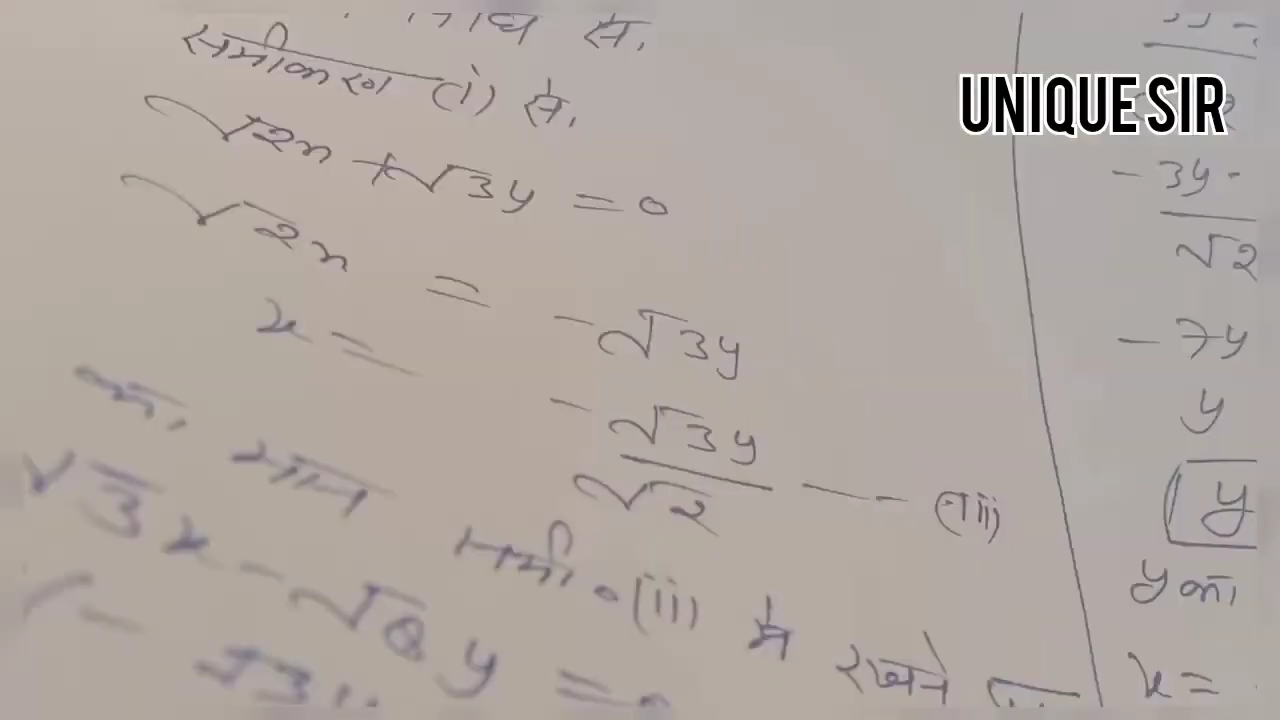 से,
समीकरण (i) से,
√2x + √3y = 0
√2x = -√3y
x = -√3y/√2 --- (iii)
का, मान समी० (ii) में रखने
√3x - √8y = 0
UNIQUE SIR
- 3y -
√2
- 7y
y
y
y का,
x =